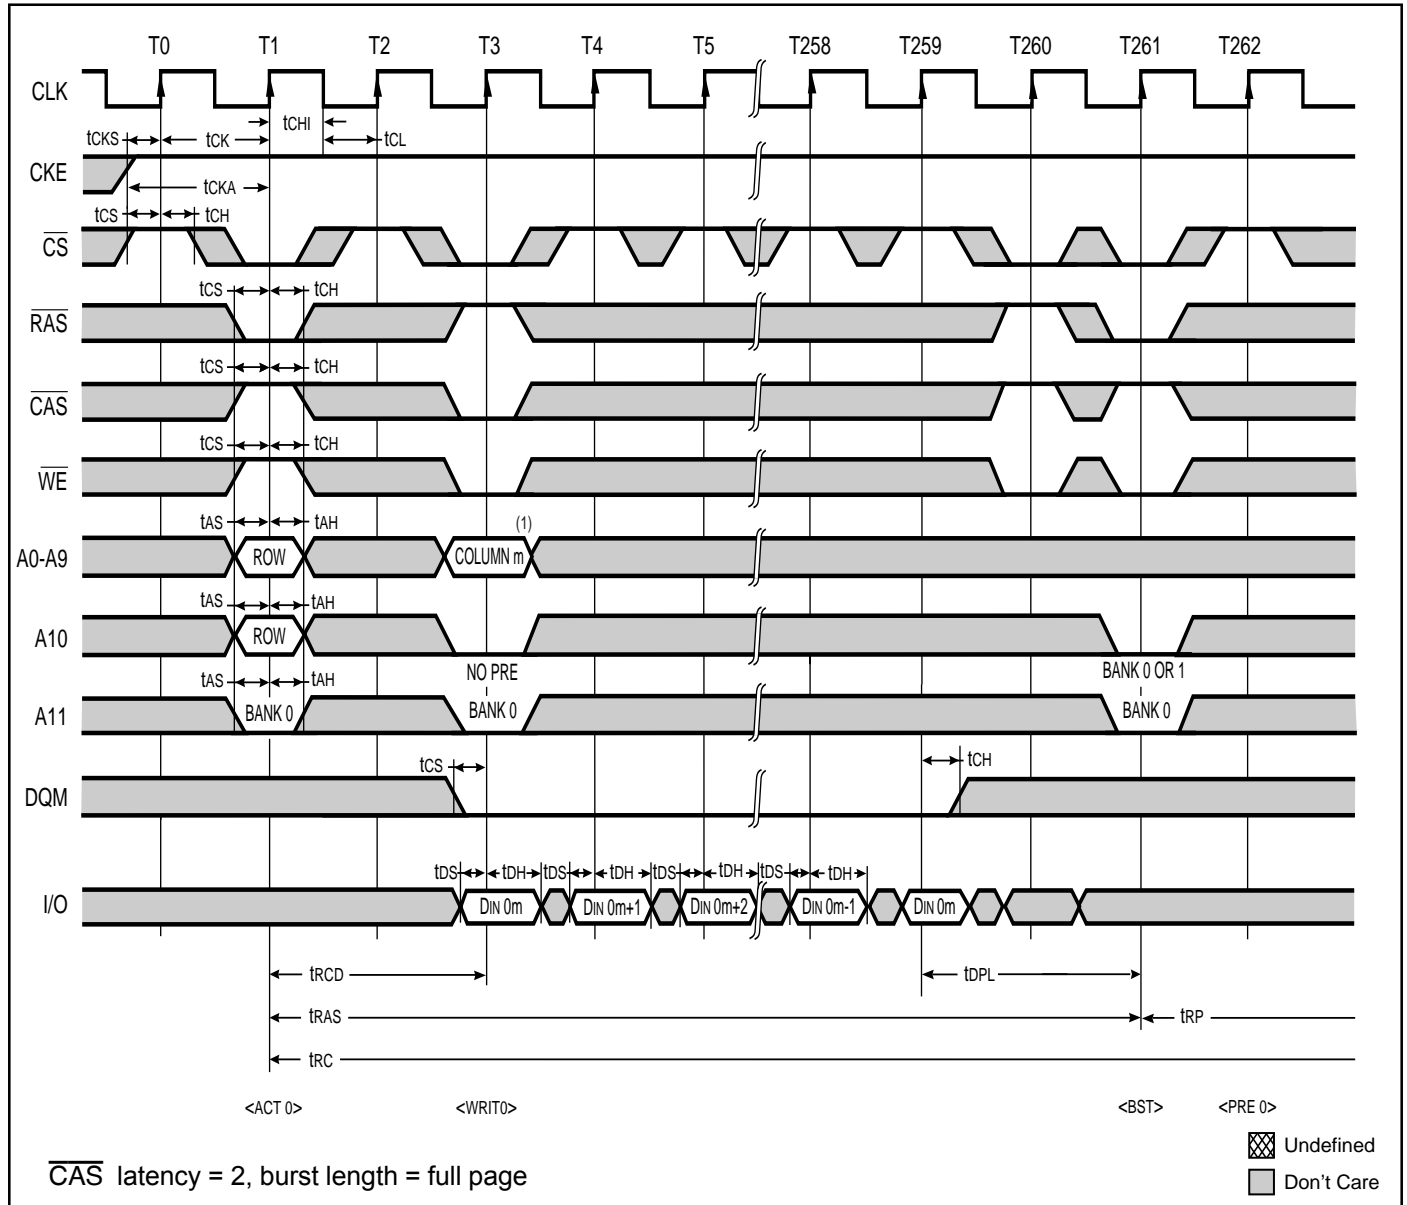 T0 T1 T2 T3 T4 T5 T258 T259 T260 T261 T262
CLK
tCHI
tCKS tCK tCL
CKE
tCKA
tCS tCH
CS
tCS tCH
RAS
tCS tCH
CAS
tCS tCH
WE
tAS tAH (1)
A0-A9 ROW COLUMN m
tAS tAH
A10 ROW
NO PRE BANK 0 OR 1
tAS tAH
A11 BANK 0 BANK 0 BANK 0
tCS tCH
DQM
tDS tDH tDS tDH tDS tDH tDS tDH
I/O DIN 0m DIN 0m+1 DIN 0m+2 DIN 0m-1 DIN 0m
tRCD tDPL
tRAS tRP
tRC
<ACT 0> <WRIT0> <BST> <PRE 0>
Undefined
CAS latency = 2, burst length = full page
Don't Care